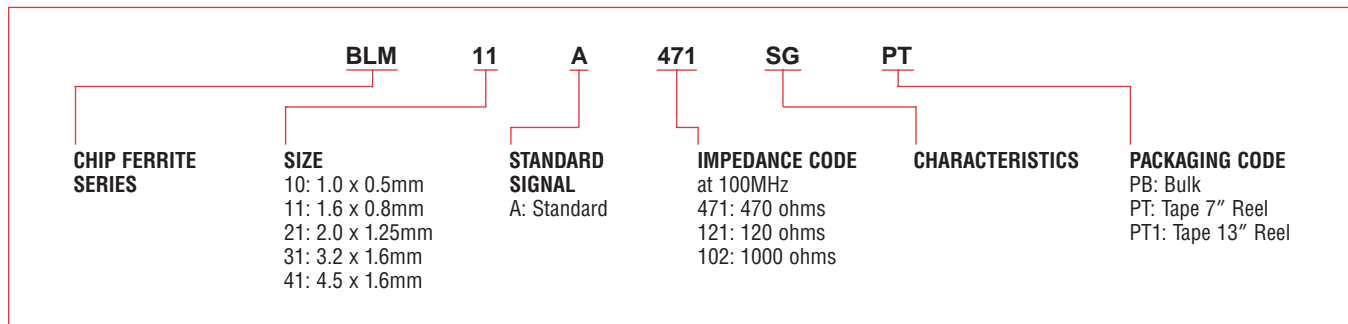 BLM 11 A 471 SG PT
CHIP FERRITE
SERIES
SIZE
10: 1.0 x 0.5mm
11: 1.6 x 0.8mm
21: 2.0 x 1.25mm
31: 3.2 x 1.6mm
41: 4.5 x 1.6mm
STANDARD
SIGNAL
A: Standard
IMPEDANCE CODE
at 100MHz
471: 470 ohms
121: 120 ohms
102: 1000 ohms
CHARACTERISTICS
PACKAGING CODE
PB: Bulk
PT: Tape 7″ Reel
PT1: Tape 13″ Reel